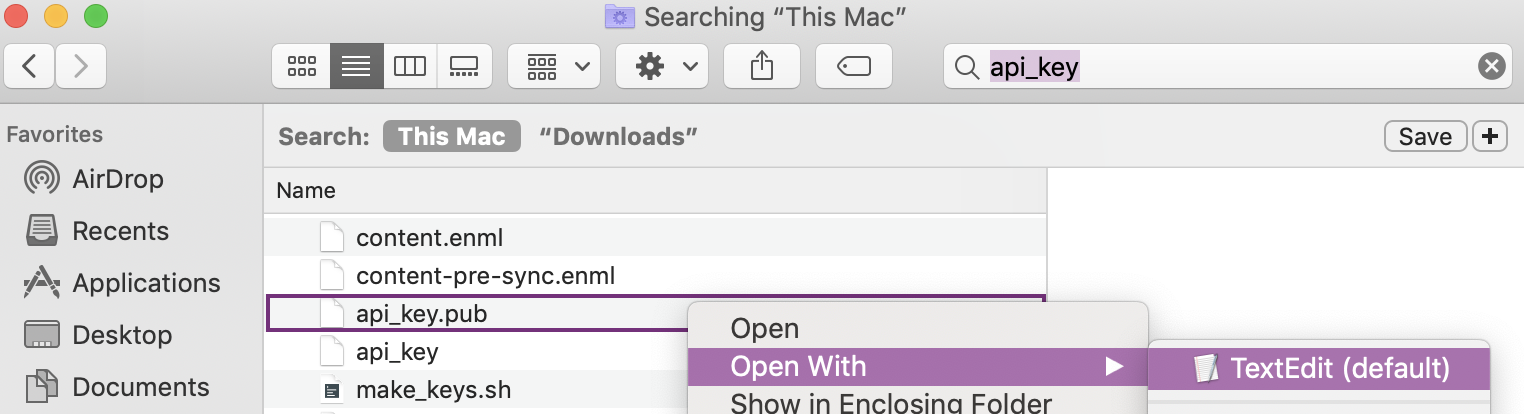 Searching “This Mac”
api_key
Favorites
AirDrop
Recents
Applications
Desktop
Documents
Search: This Mac “Downloads” Save +
Name
content.enml
content-pre-sync.enml
api_key.pub
api_key
make_keys.sh
Open
Open With
Show in Enclosing Folder
TextEdit (default)